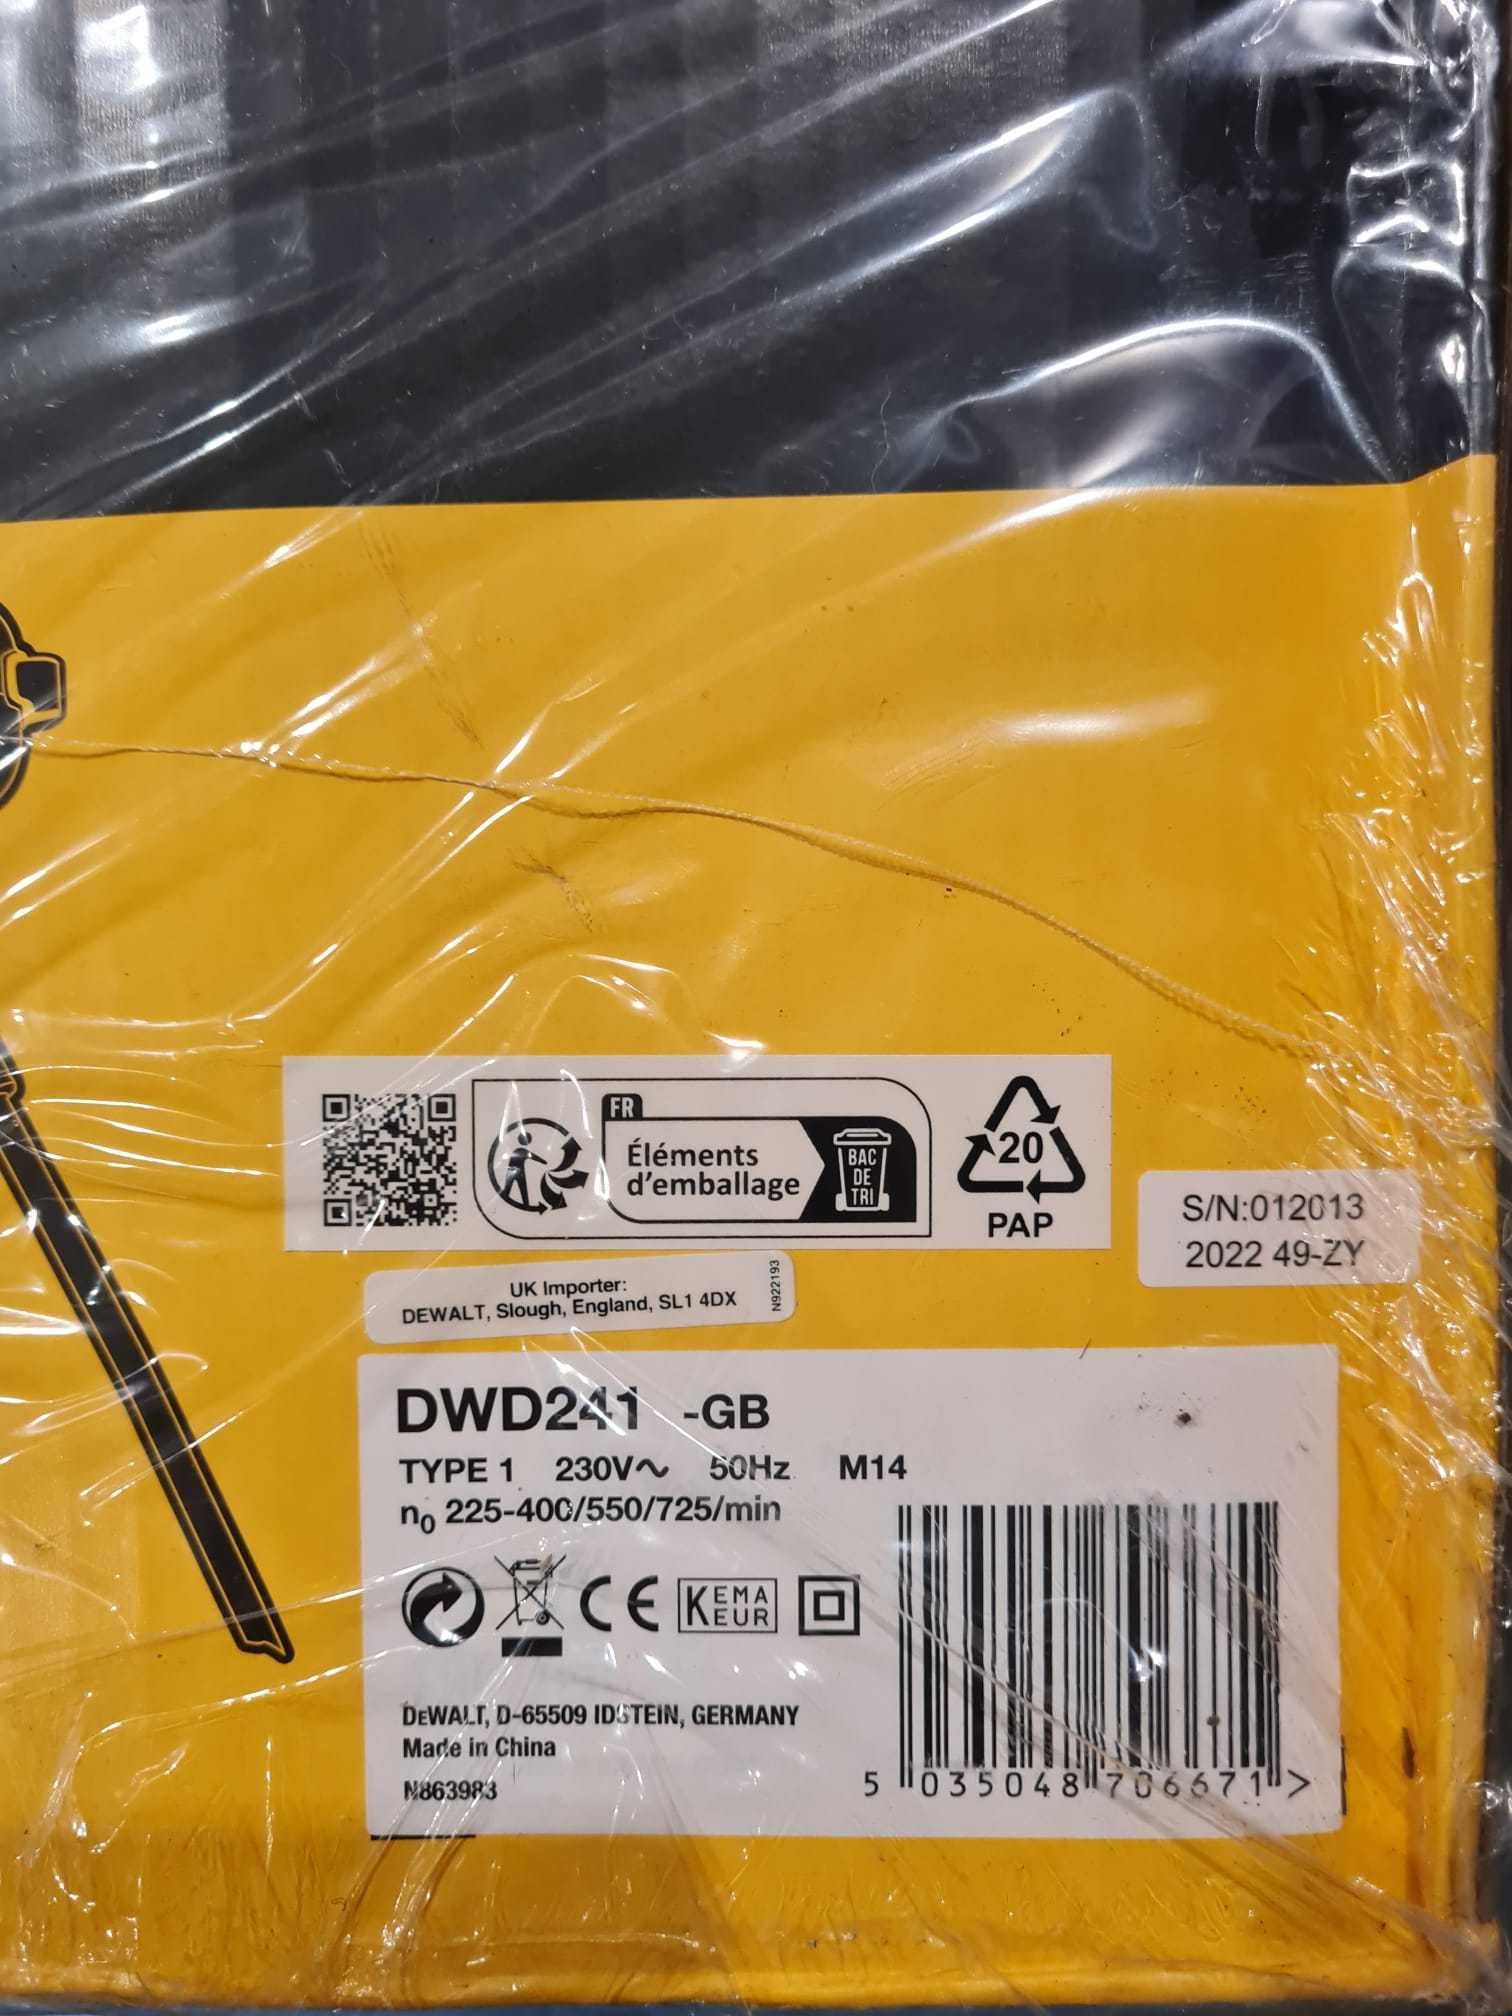 FR
Éléments
d'emballage
BAC
DE
TRI
20
PAP
S/N:012013
2022 49-ZY
UK Importer:
DEWALT, Slough, England, SL1 4DX
N922193
DWD241 -GB
TYPE 1 230V~ 50Hz M14
n0 225-400/550/725/min
CE KEMA EUR
DEWALT, D-65509 IDSTEIN, GERMANY
Made in China
N863983
5 035048 706671 >